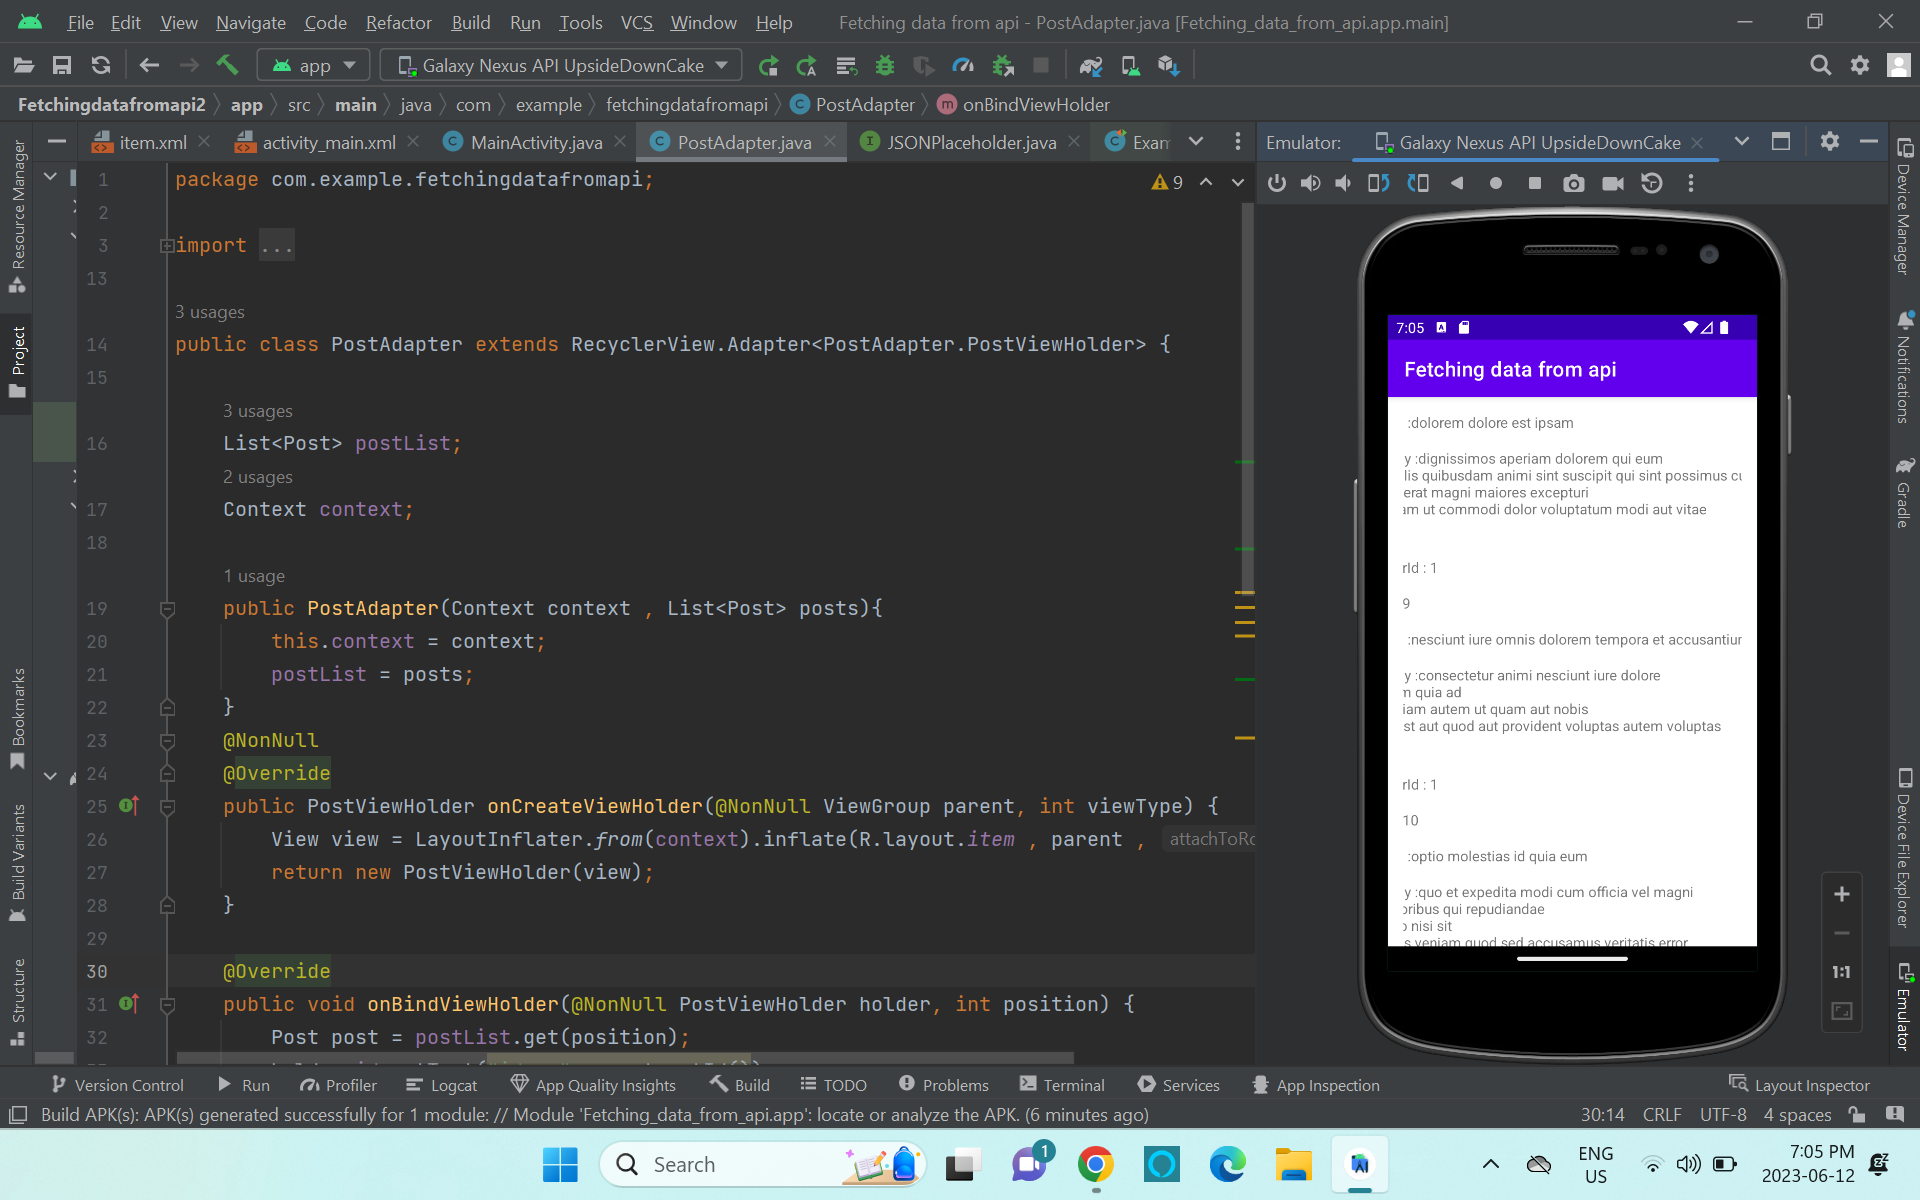 File Edit View Navigate Code Refactor Build Run Tools VCS Window Help Fetching data from api - PostAdapter.java [Fetching_data_from_api.app.main]
app Galaxy Nexus API UpsideDownCake
Fetchingdatafromapi2 app src main java com example fetchingdatafromapi PostAdapter onBindViewHolder
item.xml activity_main.xml MainActivity.java PostAdapter.java JSONPlaceholder.java Exam
Emulator: Galaxy Nexus API UpsideDownCake
Resource Manager
Project
Bookmarks
Build Variants
Structure
1 package com.example.fetchingdatafromapi; 9
2
3 import ...
13
3 usages
14 public class PostAdapter extends RecyclerView.Adapter<PostAdapter.PostViewHolder> {
15
3 usages
16 List<Post> postList;
2 usages
17 Context context;
18
1 usage
19 public PostAdapter(Context context , List<Post> posts){
20 this.context = context;
21 postList = posts;
22 }
23 @NonNull
24 @Override
25 public PostViewHolder onCreateViewHolder(@NonNull ViewGroup parent, int viewType) {
26 View view = LayoutInflater.from(context).inflate(R.layout.item , parent , attachToRo
27 return new PostViewHolder(view);
28 }
29
30 @Override
31 public void onBindViewHolder(@NonNull PostViewHolder holder, int position) {
32 Post post = postList.get(position);
7:05
Fetching data from api
:dolorem dolore est ipsam
y :dignissimos aperiam dolorem qui eum
lis quibusdam animi sint suscipit qui sint possimus cu
erat magni maiores excepturi
am ut commodi dolor voluptatum modi aut vitae
rId : 1
9
:nesciunt iure omnis dolorem tempora et accusantium
y :consectetur animi nesciunt iure dolore
n quia ad
iam autem ut quam aut nobis
st aut quod aut provident voluptas autem voluptas
rId : 1
10
:optio molestias id quia eum
y :quo et expedita modi cum officia vel magni
oribus qui repudiandae
o nisi sit
s veniam quod sed accusamus veritatis error
1:1
Device Manager
Notifications
Gradle
Device File Explorer
Emulator
Version Control Run Profiler Logcat App Quality Insights Build TODO Problems Terminal Services App Inspection Layout Inspector
Build APK(s): APK(s) generated successfully for 1 module: // Module 'Fetching_data_from_api.app': locate or analyze the APK. (6 minutes ago) 30:14 CRLF UTF-8 4 spaces
Search
1
ENG
US
7:05 PM
2023-06-12